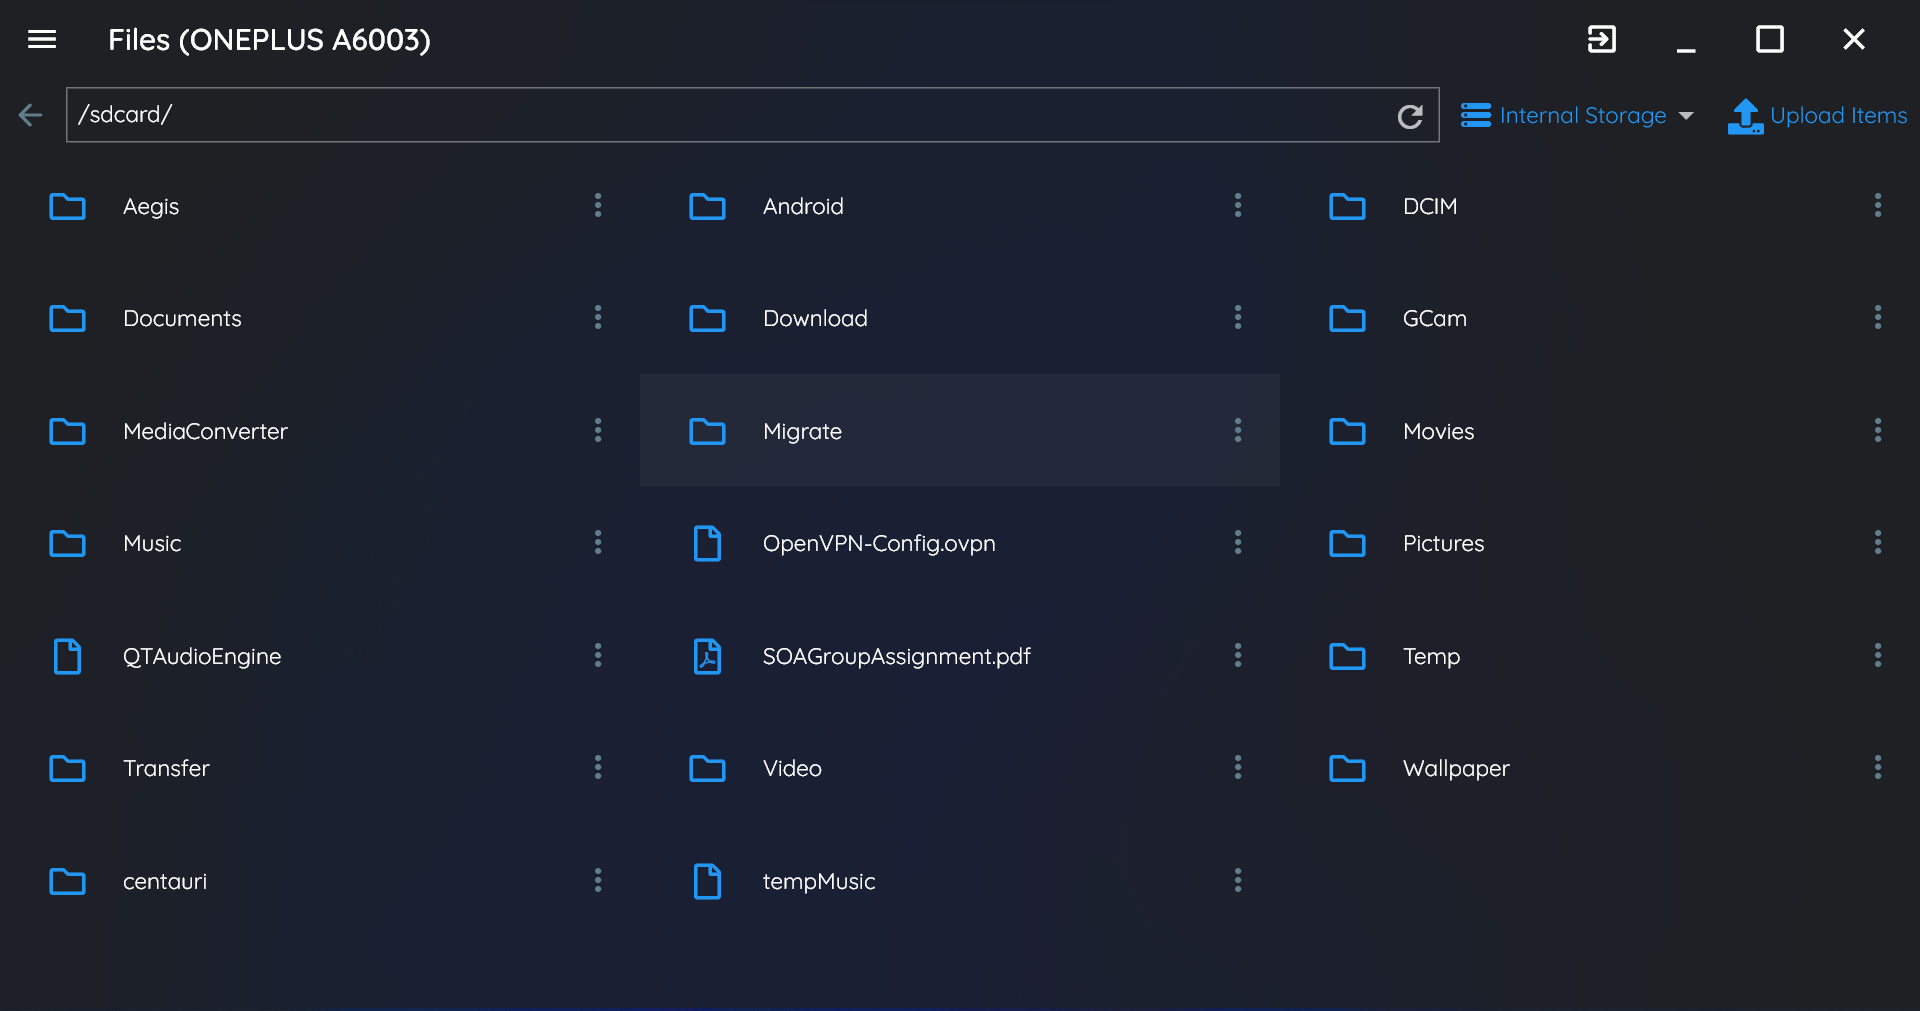 Files (ONEPLUS A6003)
/sdcard/
Internal Storage
Upload Items
Aegis
Android
DCIM
Documents
Download
GCam
MediaConverter
Migrate
Movies
Music
OpenVPN-Config.ovpn
Pictures
QTAudioEngine
SOAGroupAssignment.pdf
Temp
Transfer
Video
Wallpaper
centauri
tempMusic